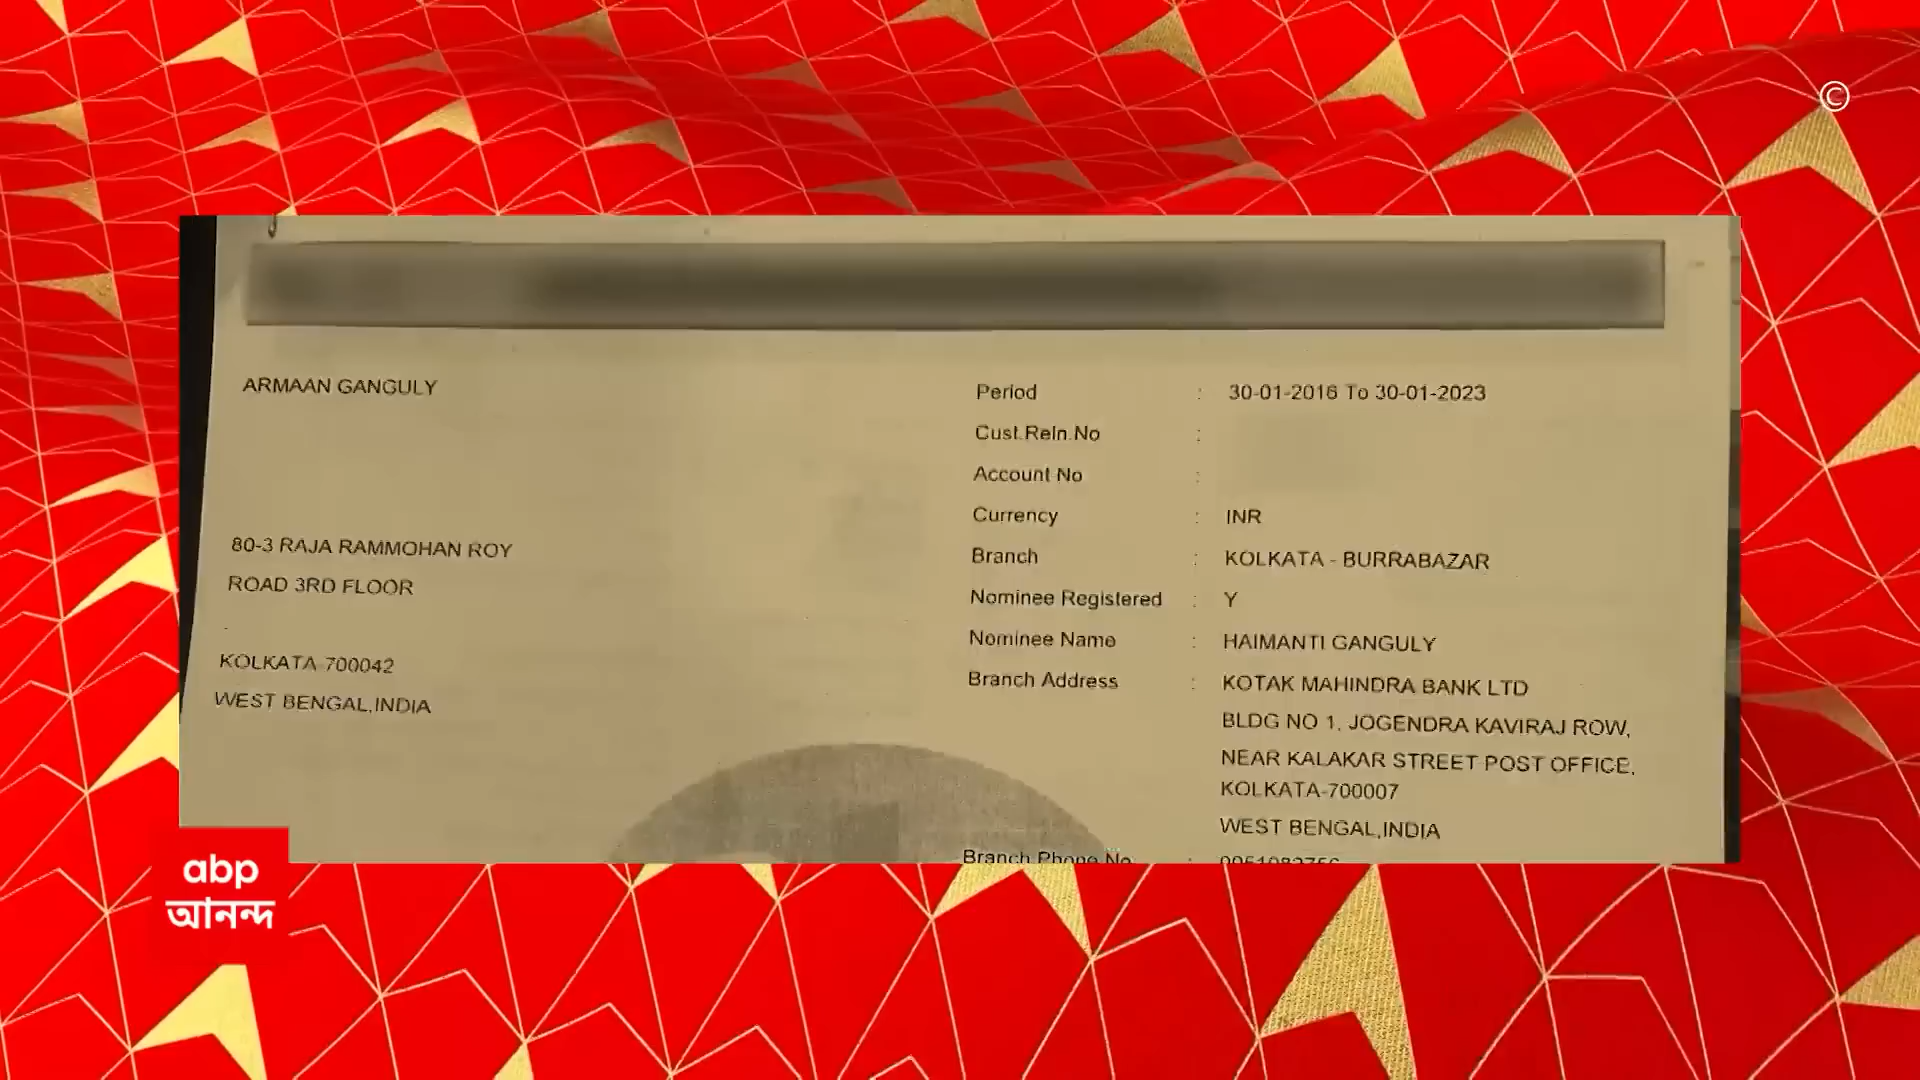 ©
ARMAAN GANGULY
80-3 RAJA RAMMOHAN ROY
ROAD 3RD FLOOR
.
KOLKATA-700042
WEST BENGAL,INDIA
Period : 30-01-2016 To 30-01-2023
Cust.Reln.No :
Account No :
Currency : INR
Branch : KOLKATA - BURRABAZAR
Nominee Registered : Y
Nominee Name : HAIMANTI GANGULY
Branch Address : KOTAK MAHINDRA BANK LTD
BLDG NO 1, JOGENDRA KAVIRAJ ROW,
NEAR KALAKAR STREET POST OFFICE,
KOLKATA-700007
WEST BENGAL,INDIA
Branch Phone No :
abp
আনন্দ